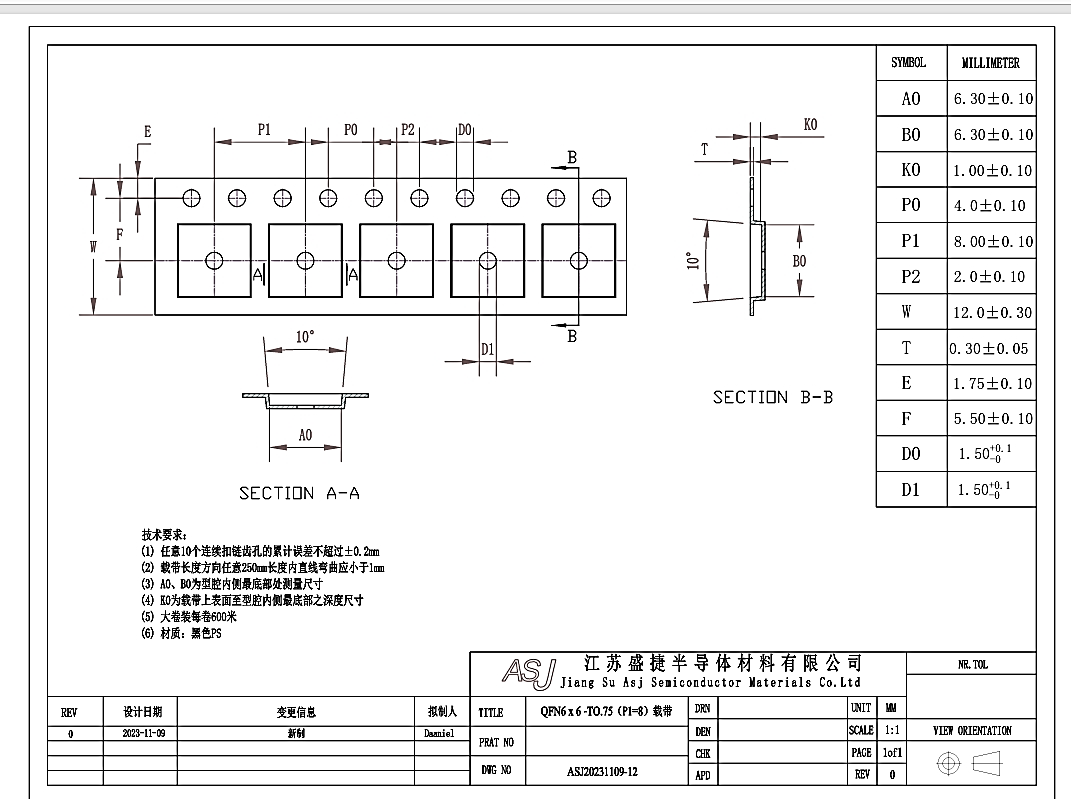 SYMBOL MILLIMETER
A0 6.30±0.10
B0 6.30±0.10
K0 1.00±0.10
P0 4.0±0.10
P1 8.00±0.10
P2 2.0±0.10
W 12.0±0.30
T 0.30±0.05
E 1.75±0.10
F 5.50±0.10
D0 1.50+0.1 -0
D1 1.50+0.1 -0
E P1 P0 P2 D0 B
W F A A
B
D1
10°
A0
SECTION A-A
K0
T
10° B0
SECTION B-B
技术要求:
(1) 任意10个连续扣链齿孔的累计误差不超过±0.2mm
(2) 载带长度方向任意250mm长度内直线弯曲应小于1mm
(3) A0、B0为型腔内侧最底部处测量尺寸
(4) K0为载带上表面至型腔内侧最底部之深度尺寸
(5) 大卷装每卷600米
(6) 材质: 黑色PS
ASJ 江苏盛捷半导体材料有限公司
Jiang Su Asj Semiconductor Materials Co.Ltd
NR.TOL
REV 设计日期 变更信息 拟制人
0 2023-11-09 新制 Daaniel
TITLE QFN6 x 6 -TO.75 (P1=8) 载带
PRAT NO
DWG NO ASJ20231109-12
DRN UNIT MM
DEN SCALE 1:1
CHK PAGE 1of1
APD REV 0
VIEW ORIENTATION